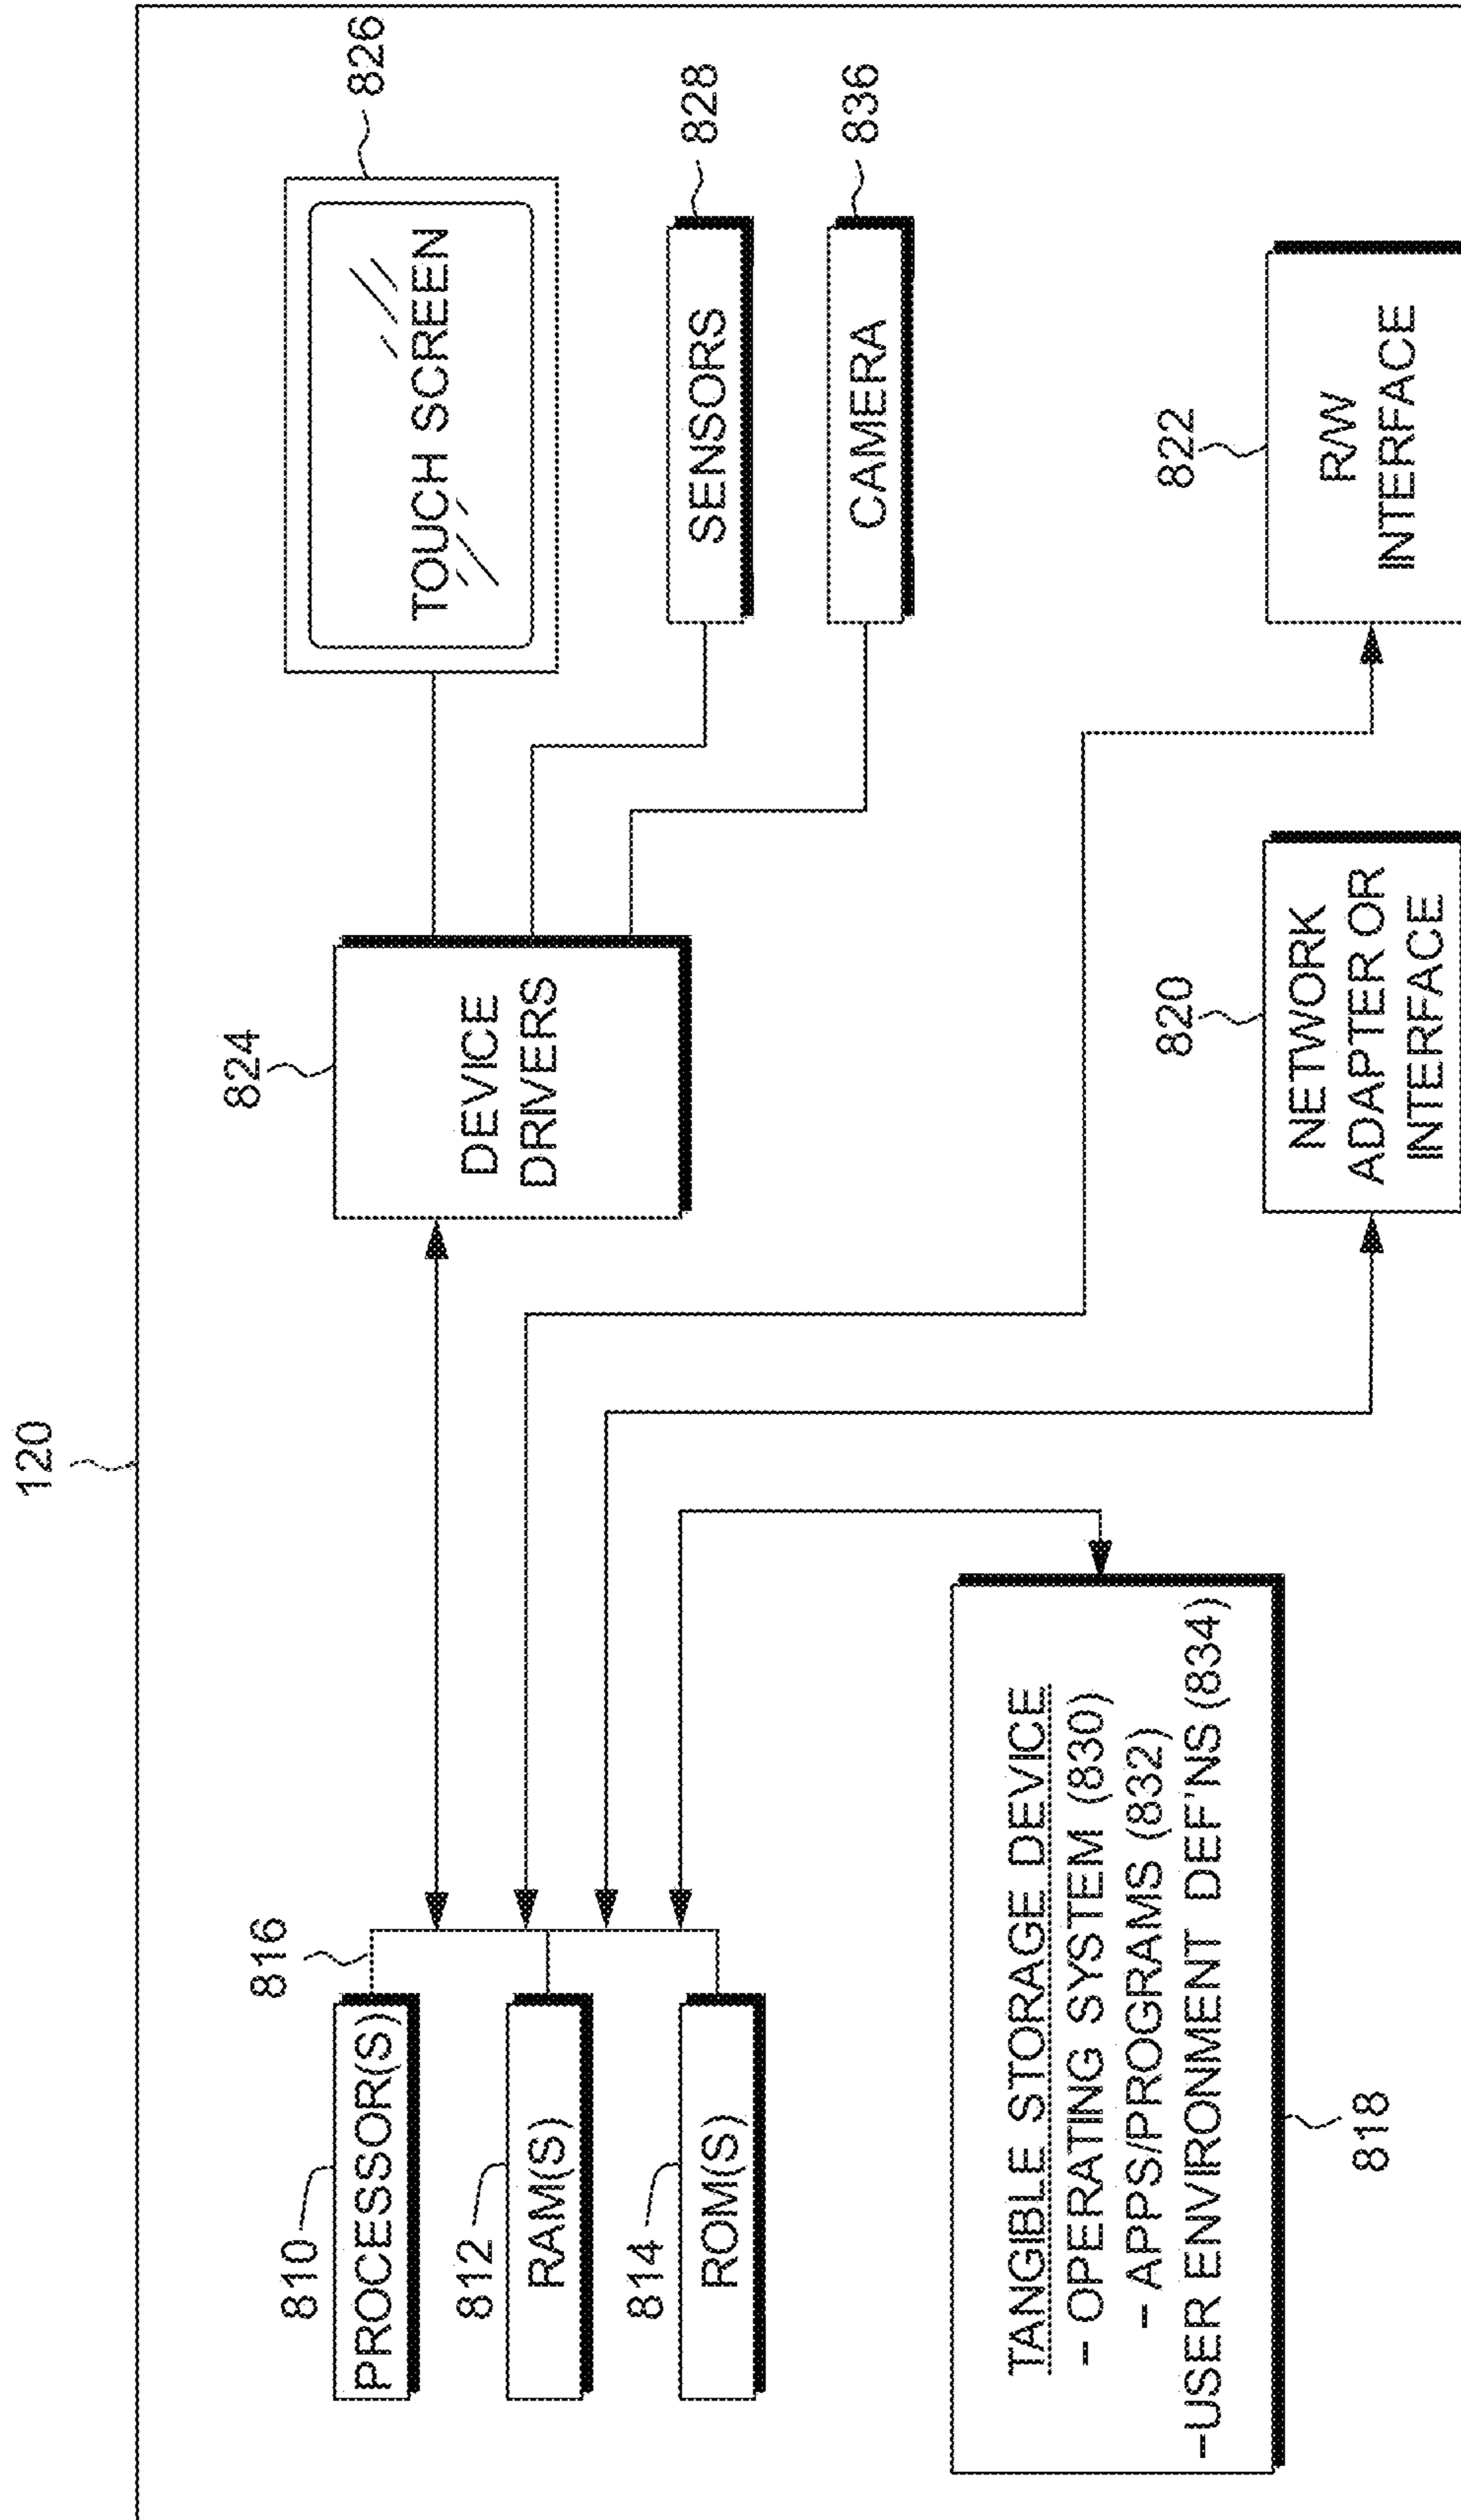 120
810
PROCESSOR(S)
812
RAM(S)
814
ROM(S)
816
824
DEVICE
DRIVERS
826
TOUCH SCREEN
828
SENSORS
836
CAMERA
TANGIBLE STORAGE DEVICE
– OPERATING SYSTEM (830)
– APPS/PROGRAMS (832)
–USER ENVIRONMENT DEF'NS (834)
818
820
NETWORK
ADAPTER OR
INTERFACE
822
R/W
INTERFACE